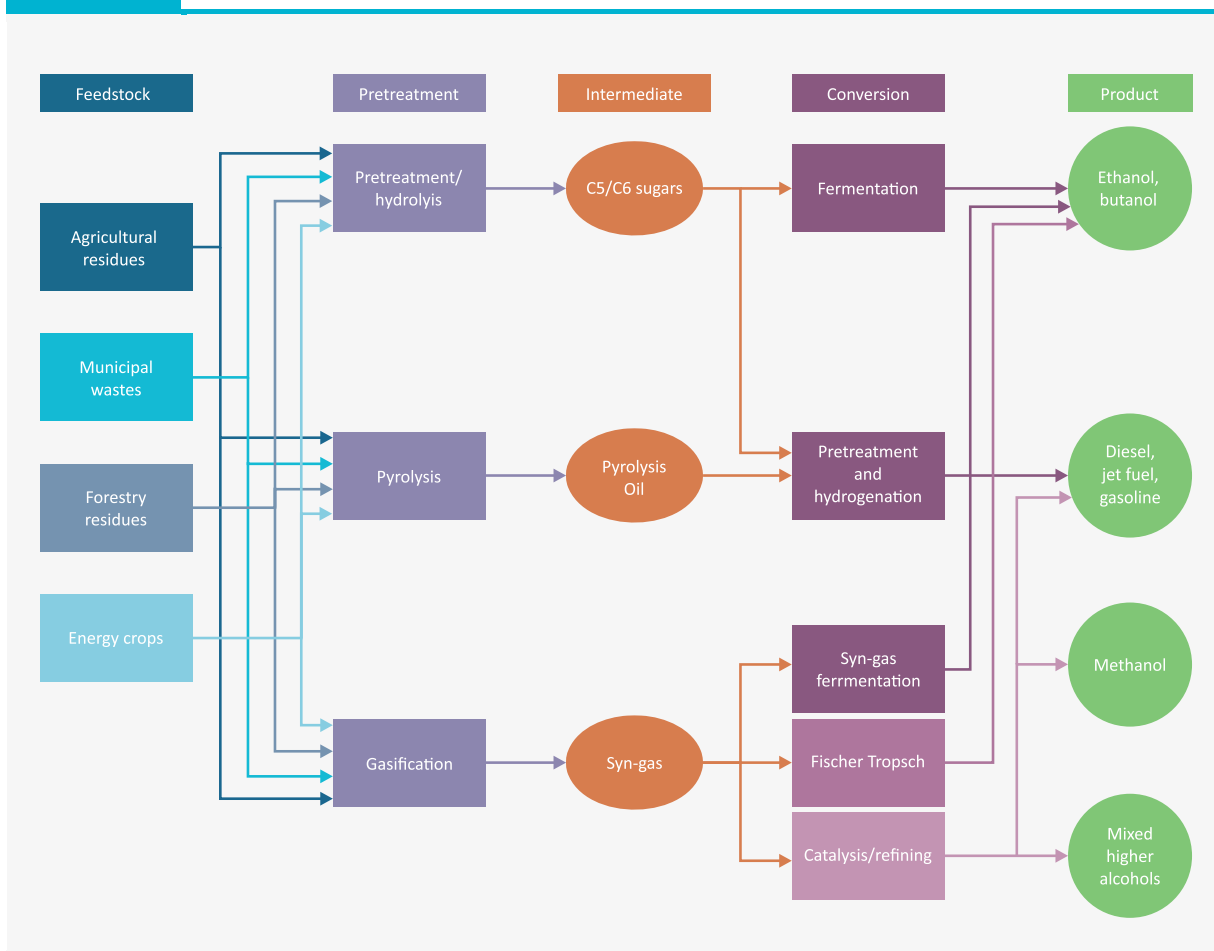 Feedstock
Pretreatment
Intermediate
Conversion
Product
Agricultural
residues
Municipal
wastes
Forestry
residues
Energy crops
Pretreatment/
hydrolyis
Pyrolysis
Gasification
C5/C6 sugars
Pyrolysis
Oil
Syn-gas
Fermentation
Pretreatment
and
hydrogenation
Syn-gas
ferrmentation
Fischer Tropsch
Catalysis/refining
Ethanol,
butanol
Diesel,
jet fuel,
gasoline
Methanol
Mixed
higher
alcohols